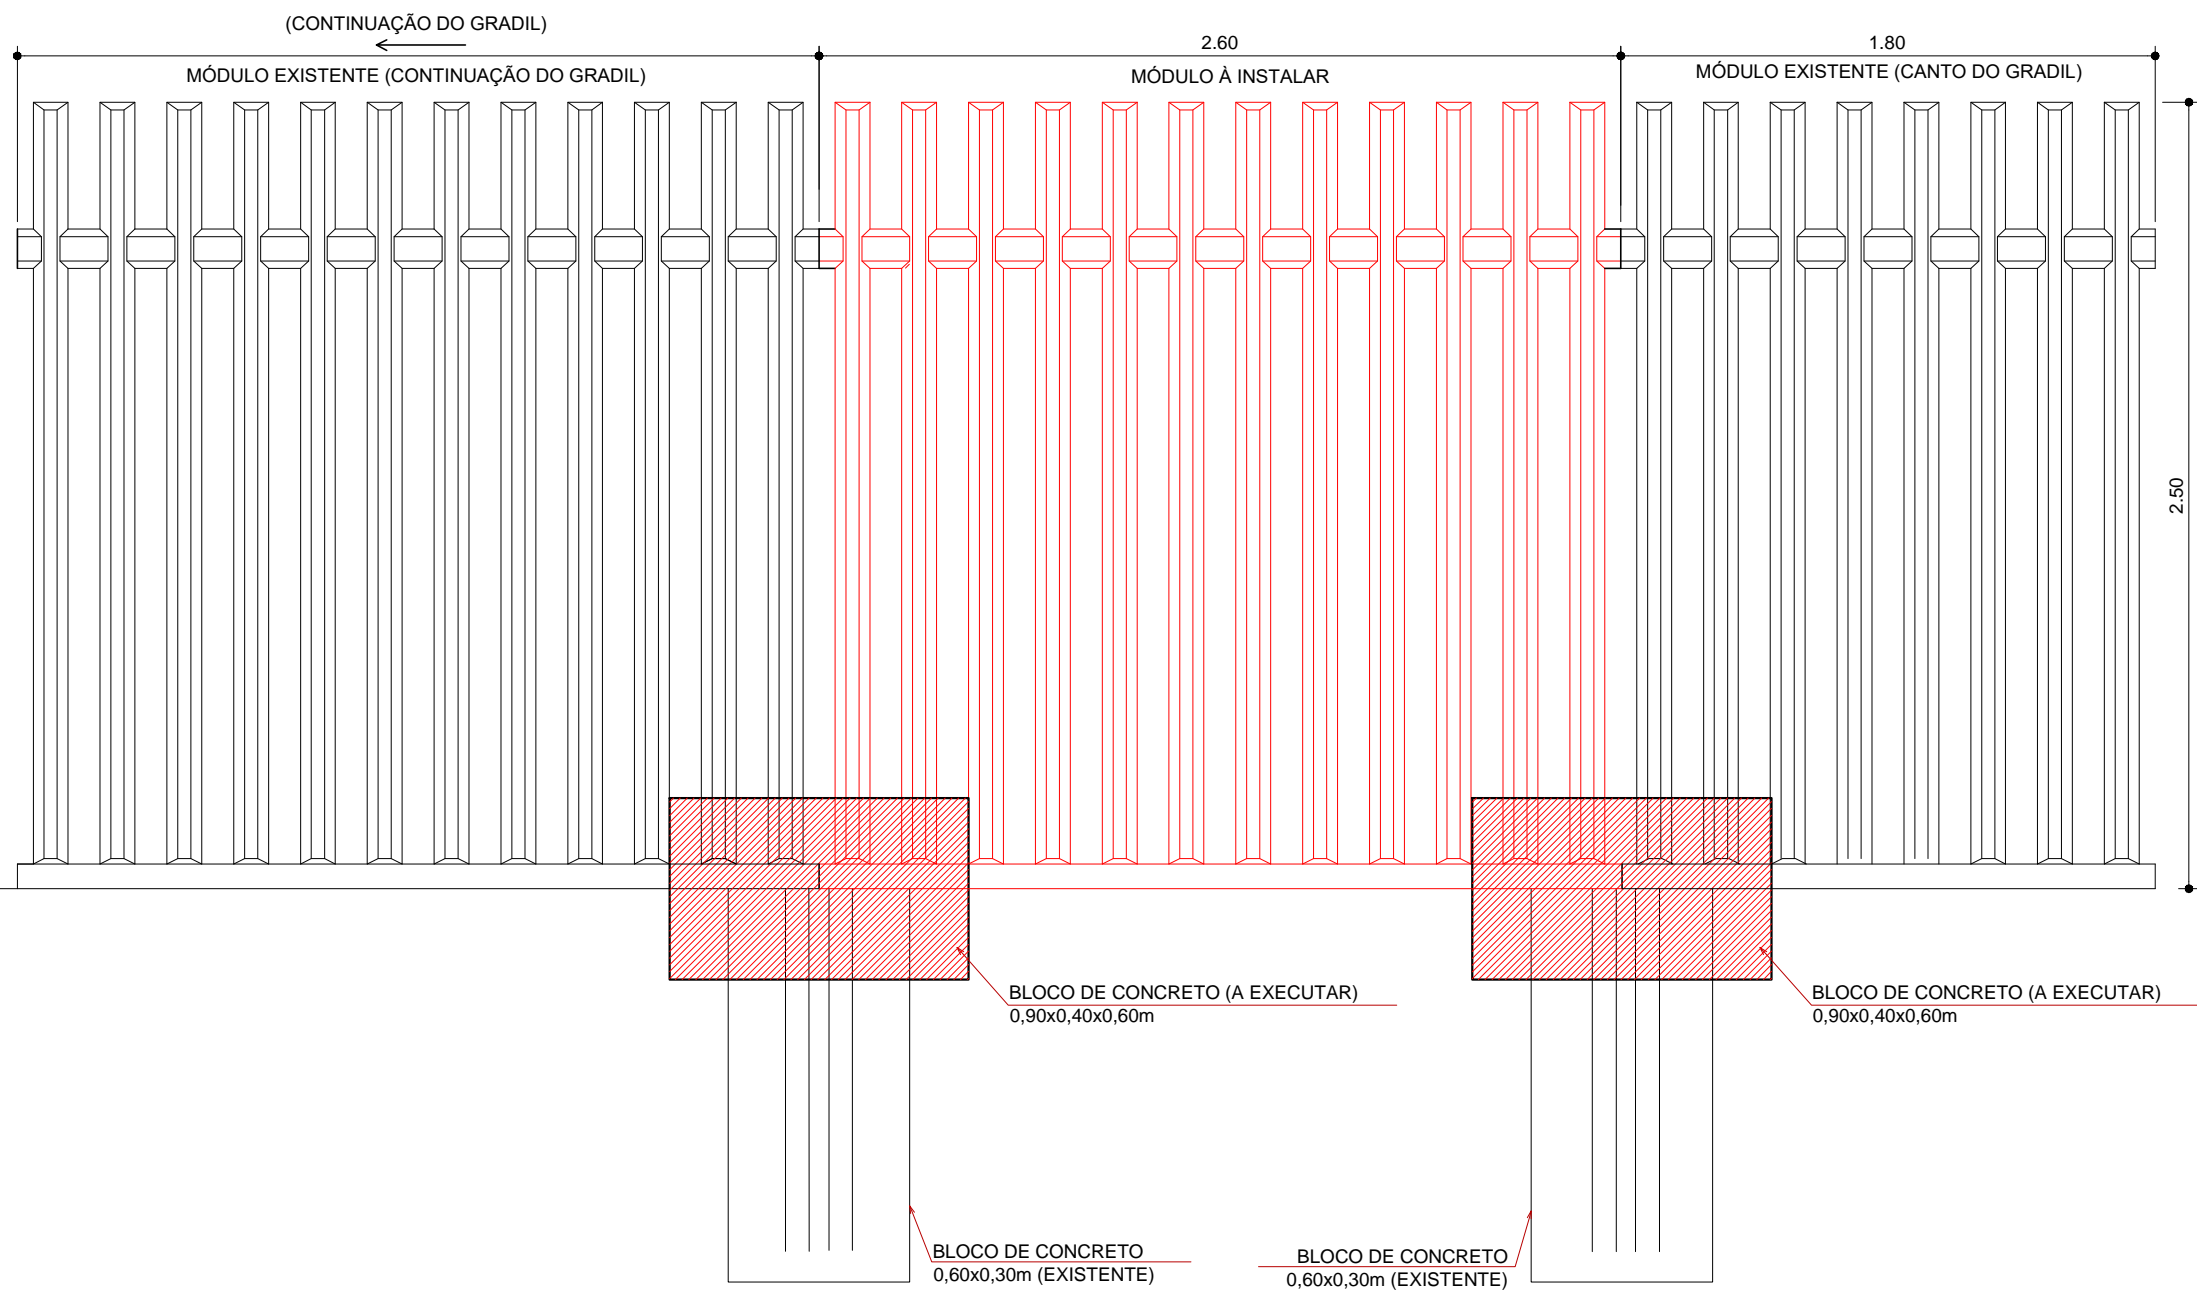 (CONTINUAÇÃO DO GRADIL)
2.60
1.80
MÓDULO EXISTENTE (CONTINUAÇÃO DO GRADIL)
MÓDULO À INSTALAR
MÓDULO EXISTENTE (CANTO DO GRADIL)
2.50
BLOCO DE CONCRETO (A EXECUTAR)
0,90x0,40x0,60m
BLOCO DE CONCRETO (A EXECUTAR)
0,90x0,40x0,60m
BLOCO DE CONCRETO
0,60x0,30m (EXISTENTE)
BLOCO DE CONCRETO
0,60x0,30m (EXISTENTE)